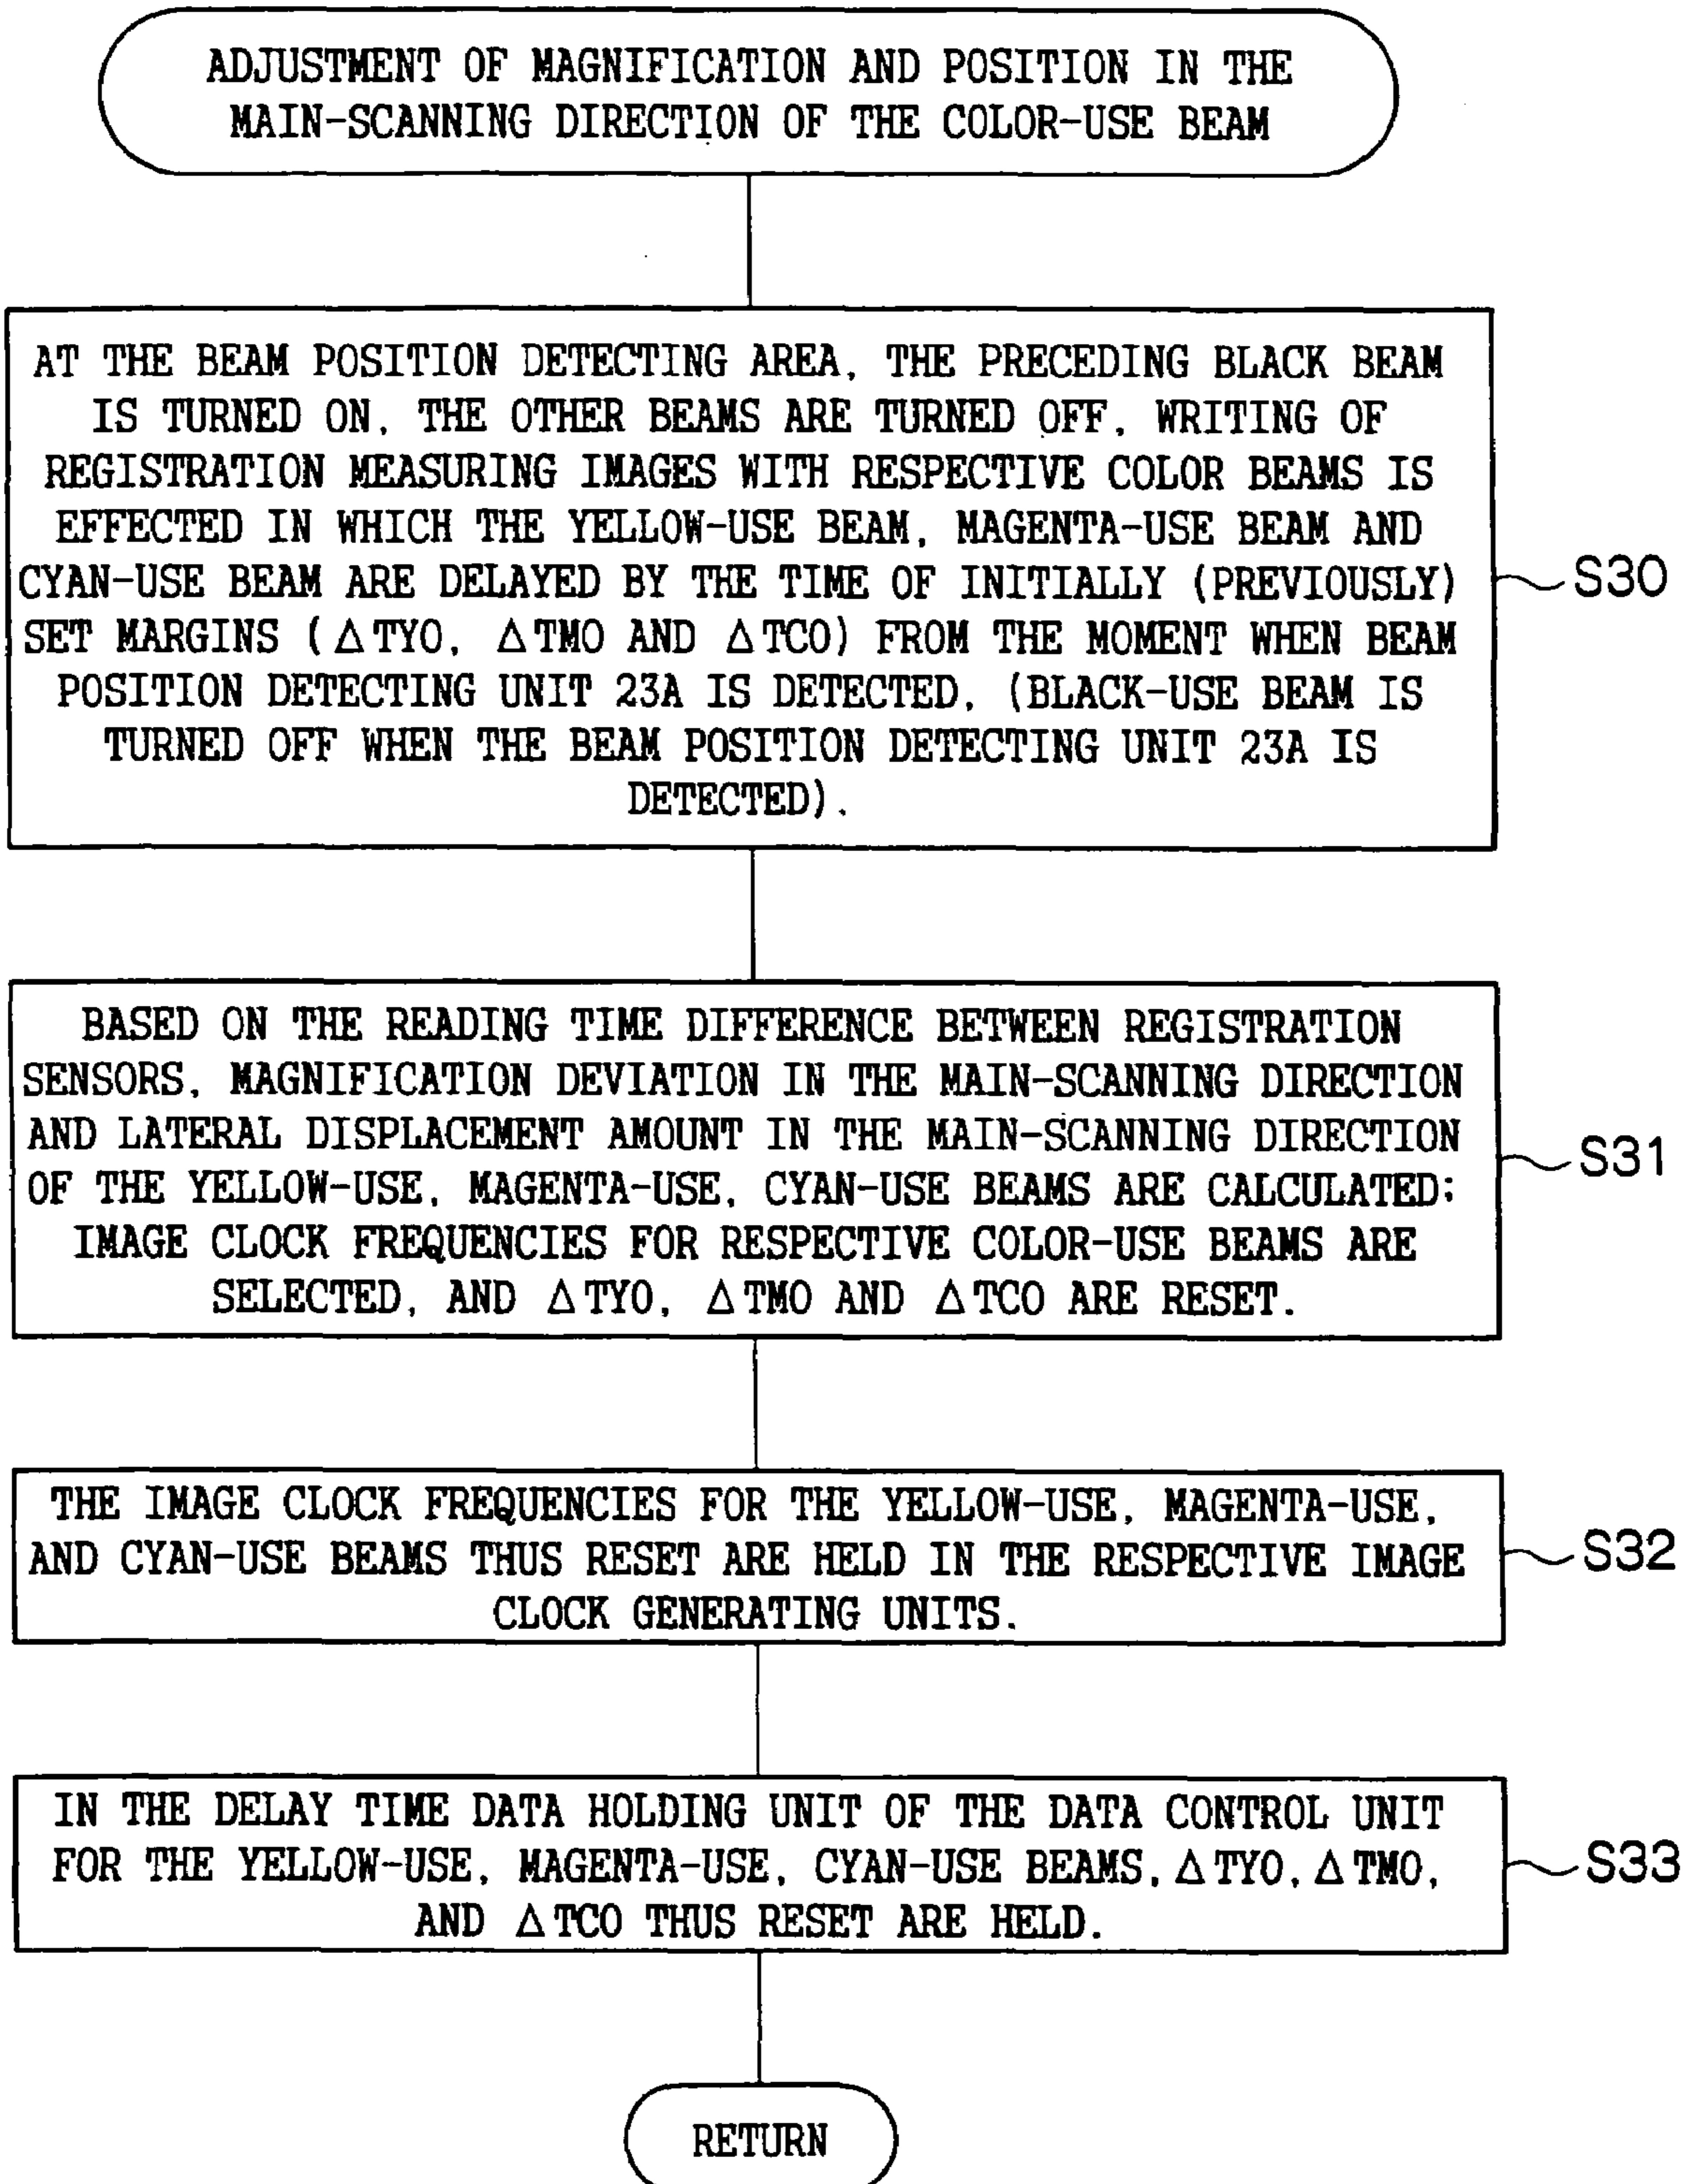 ADJUSTMENT OF MAGNIFICATION AND POSITION IN THE
MAIN-SCANNING DIRECTION OF THE COLOR-USE BEAM
AT THE BEAM POSITION DETECTING AREA, THE PRECEDING BLACK BEAM
IS TURNED ON, THE OTHER BEAMS ARE TURNED OFF, WRITING OF
REGISTRATION MEASURING IMAGES WITH RESPECTIVE COLOR BEAMS IS
EFFECTED IN WHICH THE YELLOW-USE BEAM, MAGENTA-USE BEAM AND
CYAN-USE BEAM ARE DELAYED BY THE TIME OF INITIALLY (PREVIOUSLY)
SET MARGINS (△TYO, △TMO AND △TCO) FROM THE MOMENT WHEN BEAM
POSITION DETECTING UNIT 23A IS DETECTED, (BLACK-USE BEAM IS
TURNED OFF WHEN THE BEAM POSITION DETECTING UNIT 23A IS
DETECTED).
S30
BASED ON THE READING TIME DIFFERENCE BETWEEN REGISTRATION
SENSORS, MAGNIFICATION DEVIATION IN THE MAIN-SCANNING DIRECTION
AND LATERAL DISPLACEMENT AMOUNT IN THE MAIN-SCANNING DIRECTION
OF THE YELLOW-USE, MAGENTA-USE, CYAN-USE BEAMS ARE CALCULATED;
IMAGE CLOCK FREQUENCIES FOR RESPECTIVE COLOR-USE BEAMS ARE
SELECTED, AND △TYO, △TMO AND △TCO ARE RESET.
S31
THE IMAGE CLOCK FREQUENCIES FOR THE YELLOW-USE, MAGENTA-USE,
AND CYAN-USE BEAMS THUS RESET ARE HELD IN THE RESPECTIVE IMAGE
CLOCK GENERATING UNITS.
S32
IN THE DELAY TIME DATA HOLDING UNIT OF THE DATA CONTROL UNIT
FOR THE YELLOW-USE, MAGENTA-USE, CYAN-USE BEAMS, △TYO, △TMO,
AND △TCO THUS RESET ARE HELD.
S33
RETURN